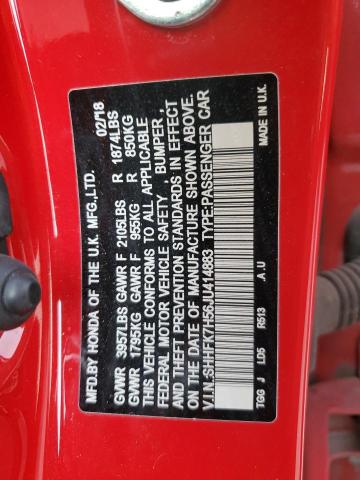 MFD.BY HONDA OF THE U.K. MFG.,LTD. 02/18
GVWR 3957LBS GAWR F 2105LBS R 1874LBS
GVWR 1795KG GAWR F 955KG R 850KG
THIS VEHICLE CONFORMS TO ALL APPLICABLE
FEDERAL MOTOR VEHICLE SAFETY , BUMPER ,
AND THEFT PREVENTION STANDARDS IN EFFECT
ON THE DATE OF MANUFACTURE SHOWN ABOVE.
V.I.N.:SHHFK7H56JU414883 TYPE:PASSENGER CAR
TGG J LD5 R513 .A.U MADE IN U.K.